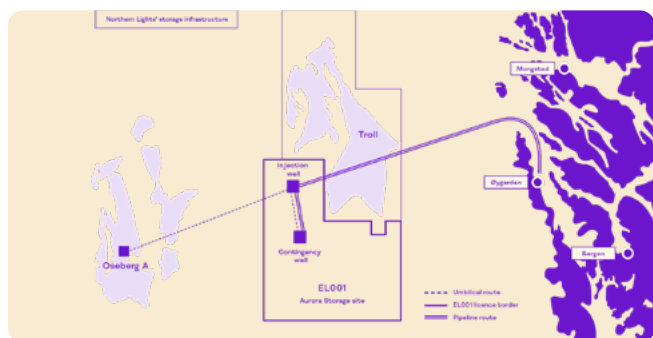 Northern Lights' storage infrastructure
Mongstad
Troll
Injection
well
Øygarden
Contingency
well
Oseberg A
Bergen
EL001
Aurora Storage site
Umbilical route
EL001 licence border
Pipeline route